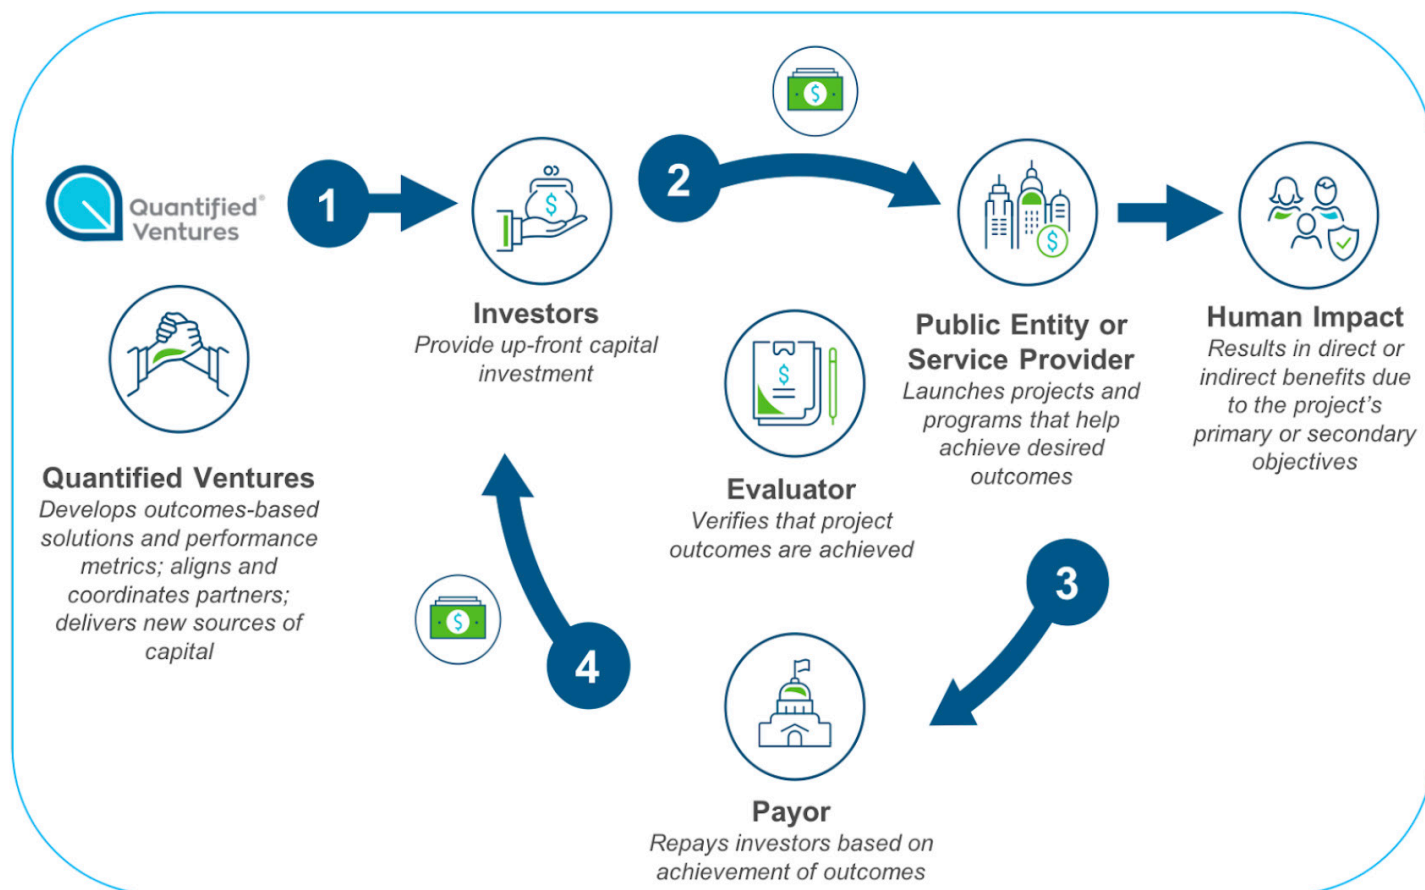 Quantified®
Ventures
1
2
Quantified Ventures
Develops outcomes-based
solutions and performance
metrics; aligns and
coordinates partners;
delivers new sources of
capital
$
Investors
Provide up-front capital
investment
$
$
Public Entity or
Service Provider
Launches projects and
programs that help
achieve desired
outcomes
Human Impact
Results in direct or
indirect benefits due
to the project's
primary or secondary
objectives
$
Evaluator
Verifies that project
outcomes are achieved
3
Payor
Repays investors based on
achievement of outcomes
4
$